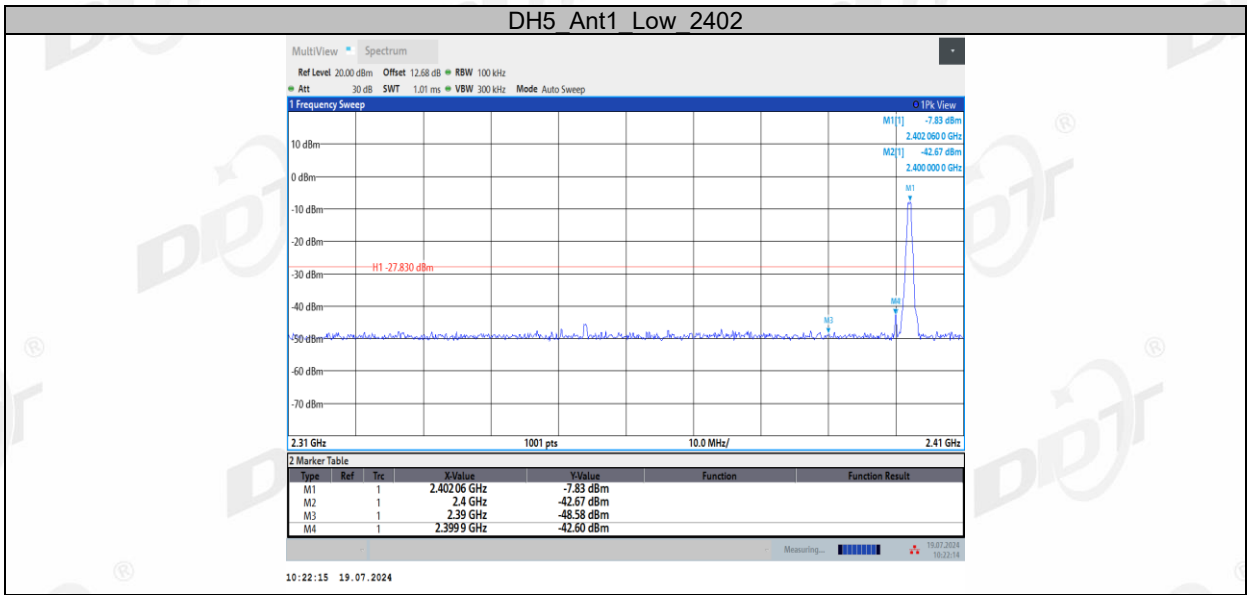 DH5_Ant1_Low_2402
MultiView Spectrum
Ref Level 20.00 dBm Offset 12.68 dB RBW 100 kHz
Att 30 dB SWT 1.01 ms VBW 300 kHz Mode Auto Sweep
1 Frequency Sweep 1Pk View
M1[1] -7.83 dBm
2.402 060 0 GHz
M2[1] -42.67 dBm
2.400 000 0 GHz
10 dBm
0 dBm
M1
-10 dBm
-20 dBm
H1 -27.830 dBm
-30 dBm
-40 dBm
M4
M3
-50 dBm
-60 dBm
-70 dBm
2.31 GHz 1001 pts 10.0 MHz/ 2.41 GHz
2 Marker Table
Type Ref Trc X-Value Y-Value Function Function Result
M1 1 2.402 06 GHz -7.83 dBm
M2 1 2.4 GHz -42.67 dBm
M3 1 2.39 GHz -48.58 dBm
M4 1 2.399 9 GHz -42.60 dBm
Measuring... 19.07.2024
10:22:14
10:22:15 19.07.2024
DDT
®